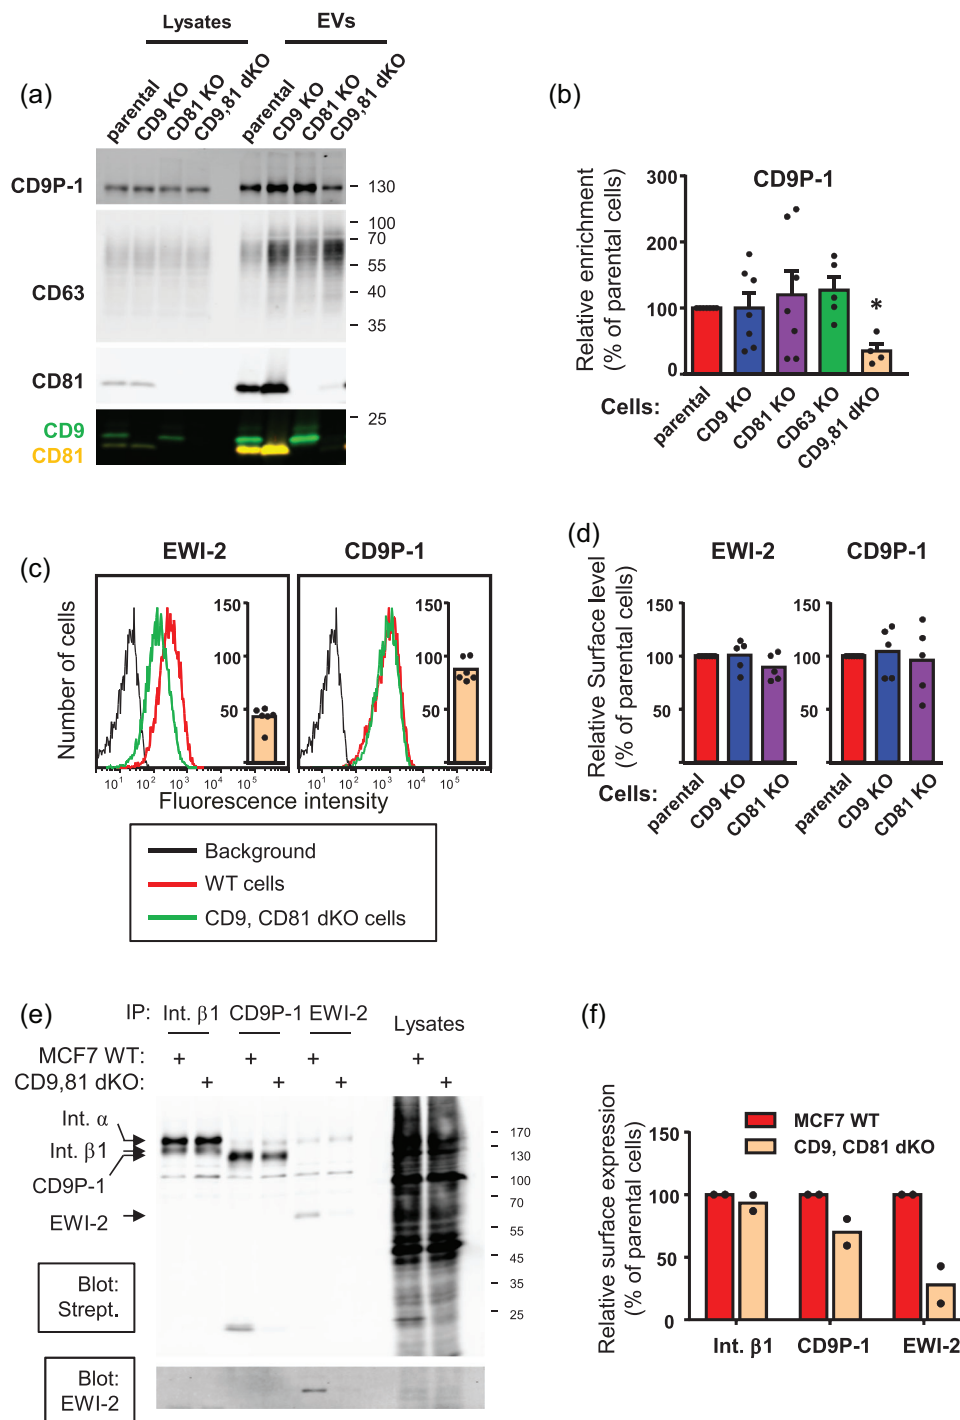 Lysates EVs
(a)
parental CD9 KO CD81 KO CD9,81 dKO parental CD9 KO CD81 KO CD9,81 dKO
CD9P-1
130
100
70
55
CD63
40
35
CD81
25
CD9
CD81
(b)
CD9P-1
Relative enrichment
(% of parental cells)
300
200
100
0
Cells: parental CD9 KO CD81 KO CD63 KO CD9,81 dKO
*
(c)
EWI-2 CD9P-1
Number of cells
150 150
100 100
50 50
10¹ 10² 10³ 10⁴ 10⁵ 10¹ 10² 10³ 10⁴ 10⁵
Fluorescence intensity
Background
WT cells
CD9, CD81 dKO cells
(d)
EWI-2 CD9P-1
Relative Surface level
(% of parental cells)
150 150
100 100
50 50
Cells: parental CD9 KO CD81 KO parental CD9 KO CD81 KO
(e)
IP: Int. β1 CD9P-1 EWI-2 Lysates
MCF7 WT: + + + +
CD9,81 dKO: + + + +
Int. α
Int. β1
CD9P-1
EWI-2
170
130
100
70
55
45
35
25
Blot:
Strept.
Blot:
EWI-2
(f)
MCF7 WT
CD9, CD81 dKO
Relative surface expression
(% of parental cells)
150
100
50
0
Int. β1 CD9P-1 EWI-2